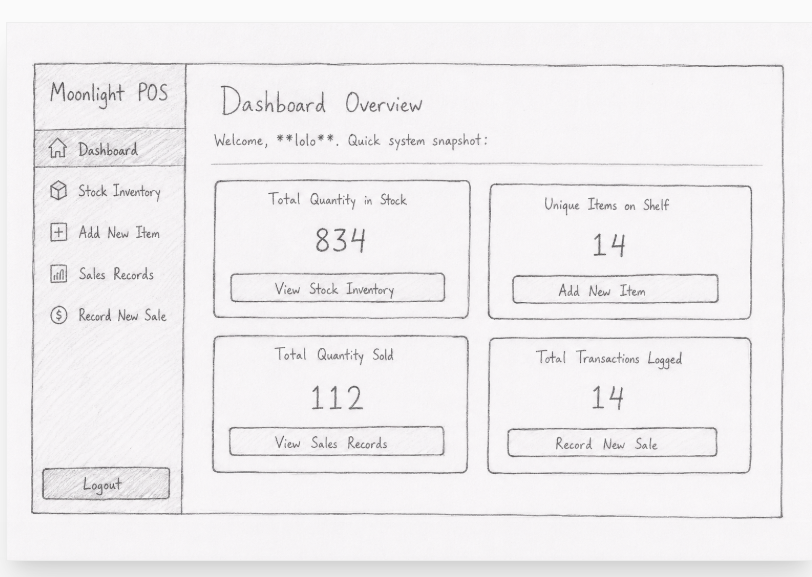 Moonlight POS
Dashboard
Stock Inventory
Add New Item
Sales Records
Record New Sale
Logout
Dashboard Overview
Welcome, **lolo**. Quick system snapshot:
Total Quantity in Stock
834
View Stock Inventory
Unique Items on Shelf
14
Add New Item
Total Quantity Sold
112
View Sales Records
Total Transactions Logged
14
Record New Sale